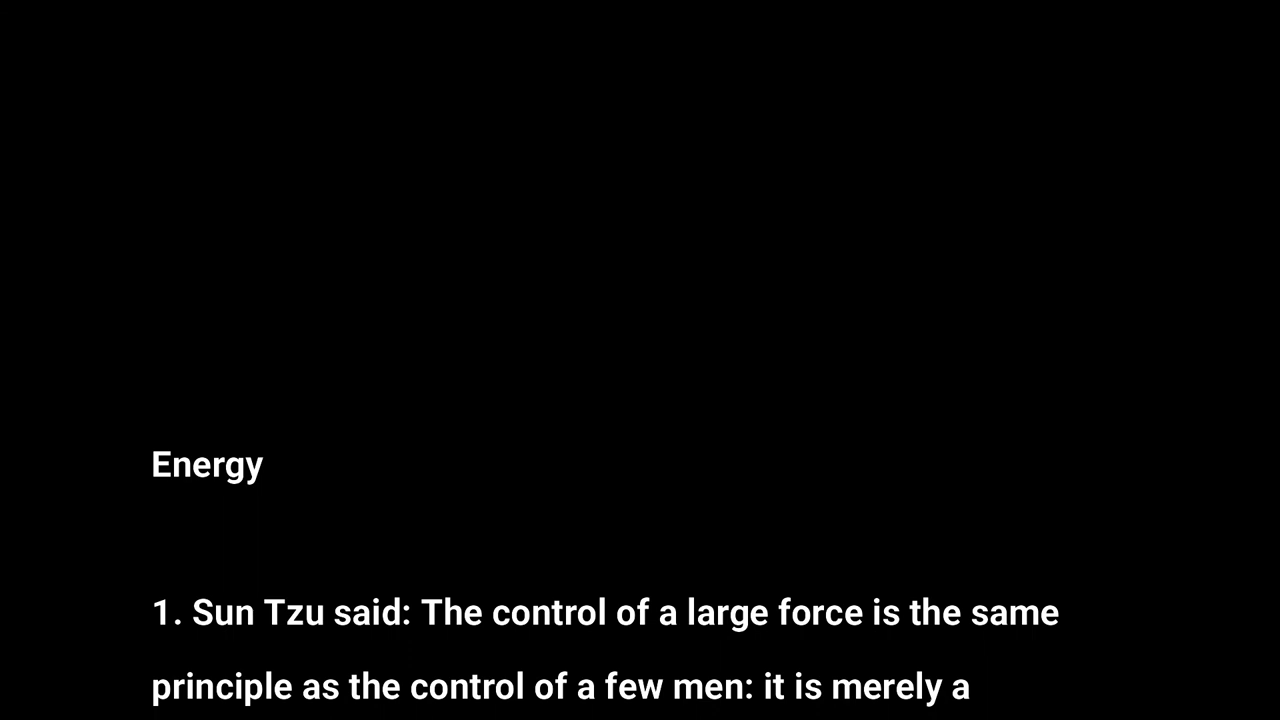 Energy
1. Sun Tzu said: The control of a large force is the same
principle as the control of a few men: it is merely a